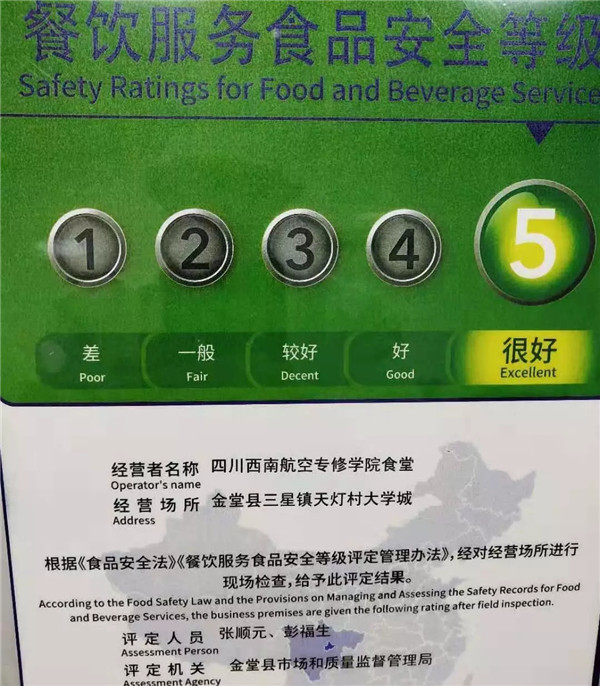 餐饮服务食品安全等级
Safety Ratings for Food and Beverage Service
1 2 3 4 5
差 一般 较好 好 很好
Poor Fair Decent Good Excellent
经营者名称 四川西南航空专修学院食堂
Operator's name
经营场所 金堂县三星镇天灯村大学城
Address
根据《食品安全法》《餐饮服务食品安全等级评定管理办法》，经对经营场所进行
现场检查，给予此评定结果。
According to the Food Safety Law and the Provisions on Managing and Assessing the Safety Records for Food
and Beverage Services, the business premises are given the following rating after field inspection.
评定人员 张顺元、彭福生
Assessment Person
评定机关 金堂县市场和质量监督管理局
Assessment Agency